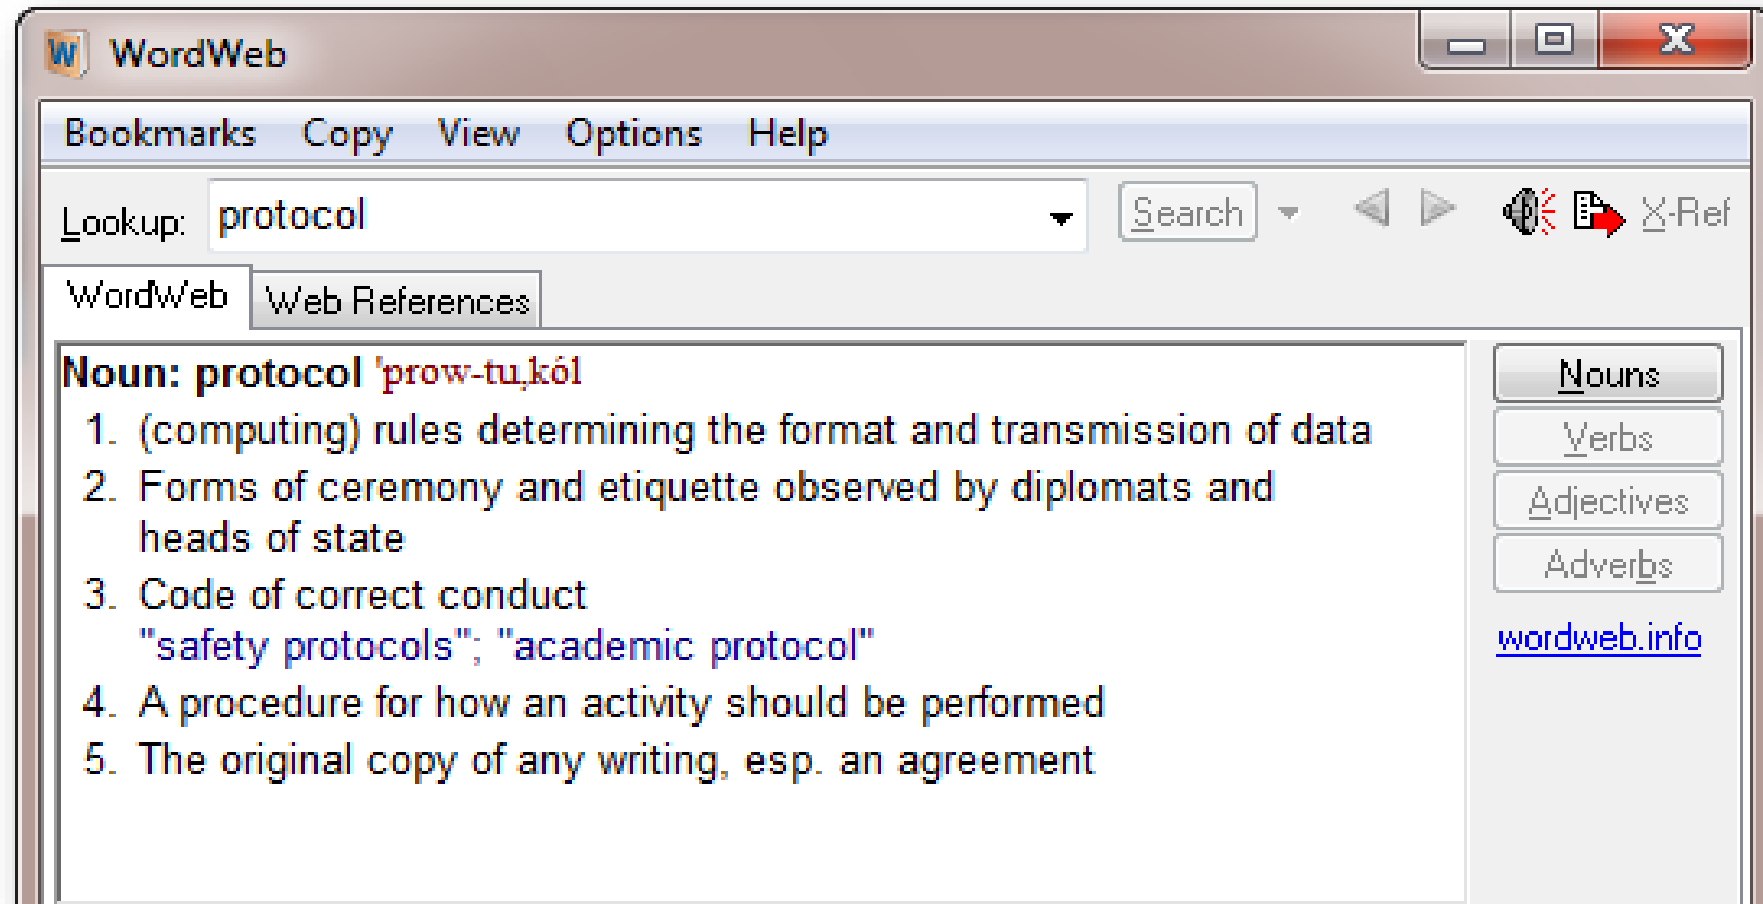 WordWeb
Bookmarks Copy View Options Help
Lookup: protocol Search X-Ref
WordWeb Web References
Noun: protocol 'prow-tu,kól
1. (computing) rules determining the format and transmission of data
2. Forms of ceremony and etiquette observed by diplomats and
heads of state
3. Code of correct conduct
"safety protocols"; "academic protocol"
4. A procedure for how an activity should be performed
5. The original copy of any writing, esp. an agreement
Nouns
Verbs
Adjectives
Adverbs
wordweb.info